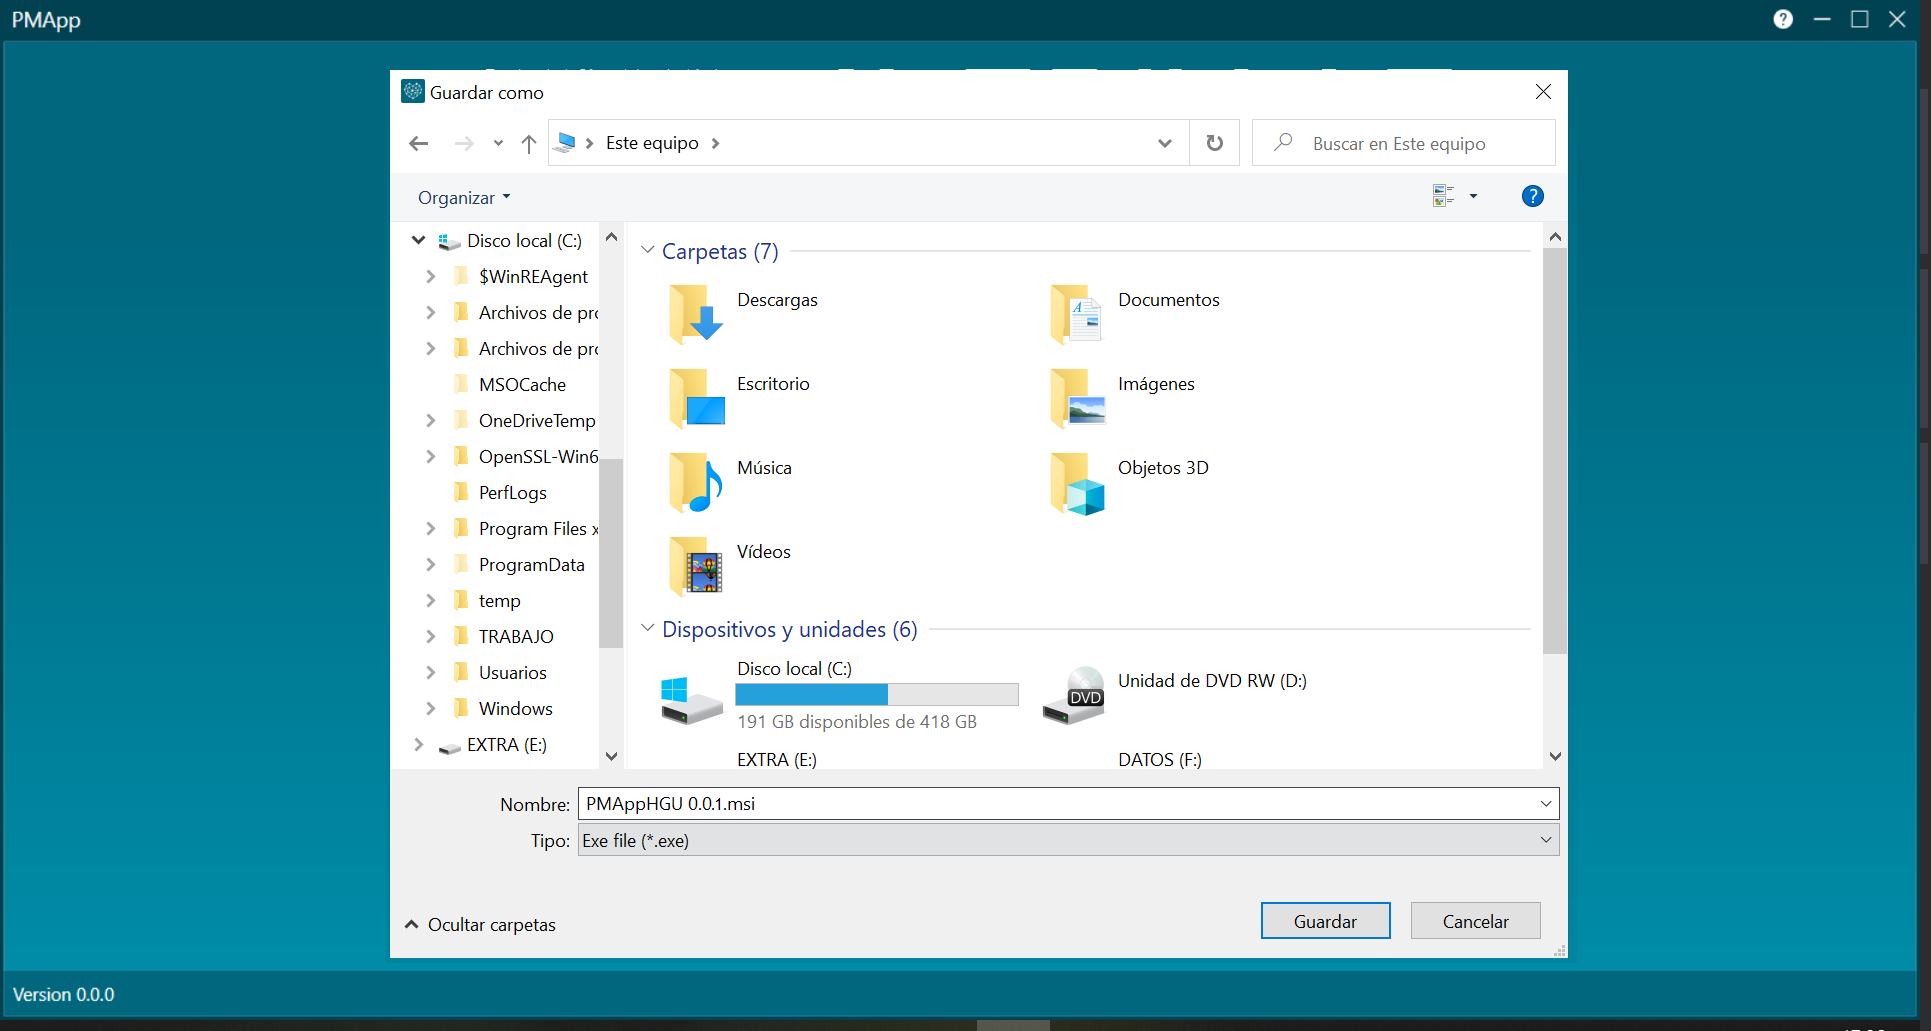 PMApp
Guardar como
Este equipo
Buscar en Este equipo
Organizar
Disco local (C:)
$WinREAgent
Archivos de pro
Archivos de pro
MSOCache
OneDriveTemp
OpenSSL-Win6
PerfLogs
Program Files x
ProgramData
temp
TRABAJO
Usuarios
Windows
EXTRA (E:)
Carpetas (7)
Descargas
Documentos
Escritorio
Imágenes
Música
Objetos 3D
Vídeos
Dispositivos y unidades (6)
Disco local (C:)
191 GB disponibles de 418 GB
DVD
Unidad de DVD RW (D:)
EXTRA (E:)
DATOS (F:)
Nombre: PMAppHGU 0.0.1.msi
Tipo: Exe file (*.exe)
Ocultar carpetas
Guardar
Cancelar
Version 0.0.0